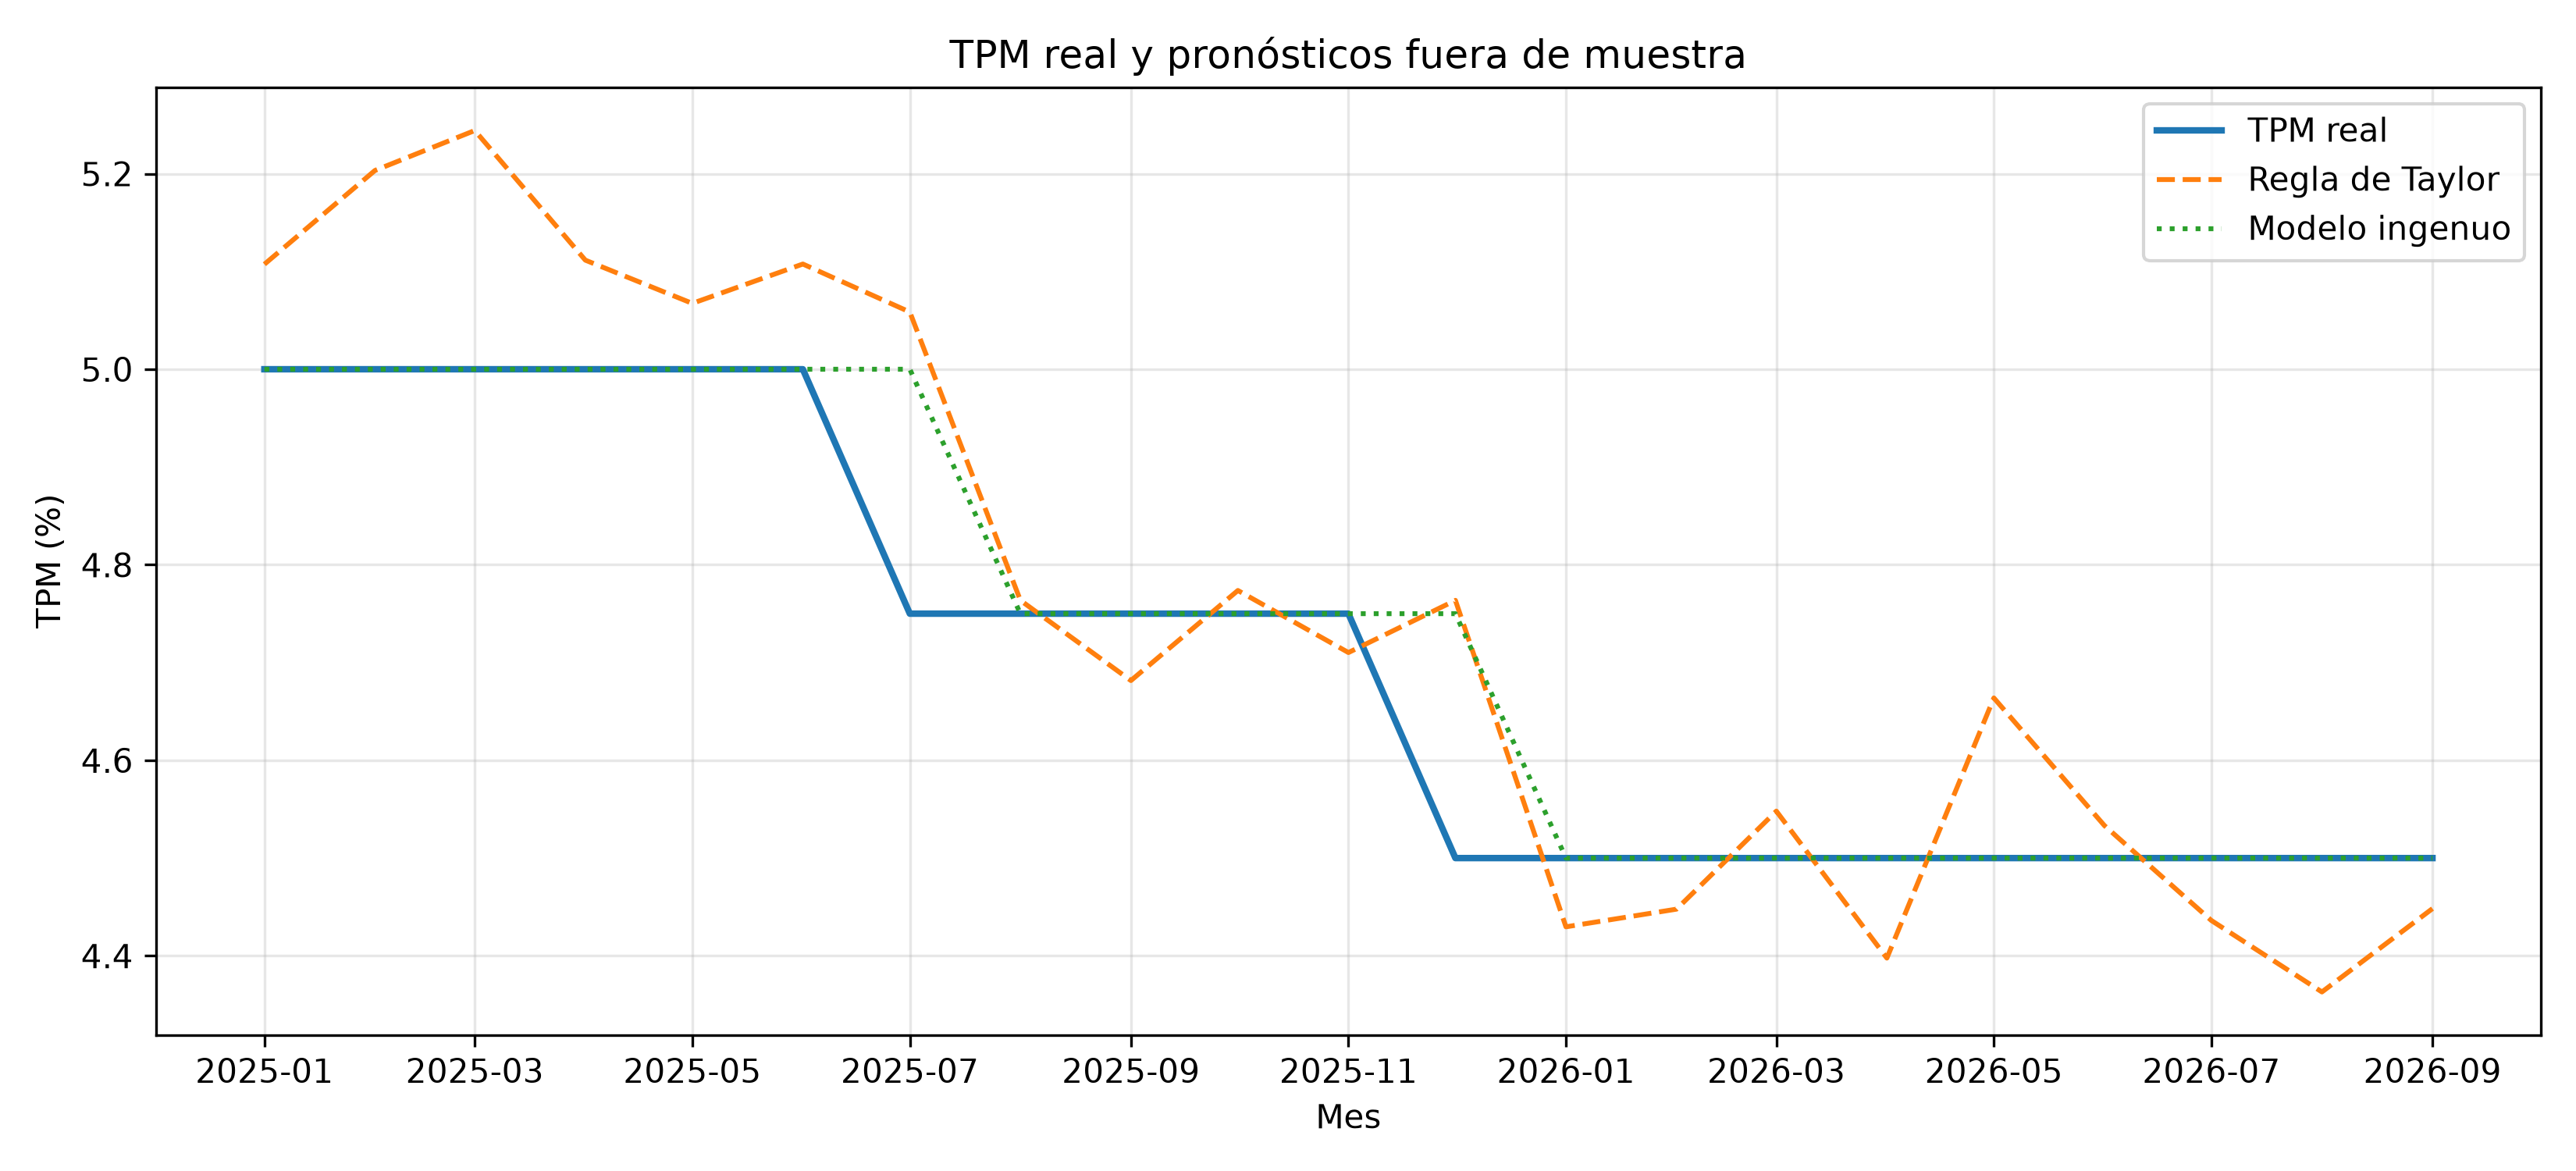 TPM real y pronósticos fuera de muestra
TPM real
Regla de Taylor
Modelo ingenuo
5.2
5.0
4.8
4.6
4.4
TPM (%)
2025-01 2025-03 2025-05 2025-07 2025-09 2025-11 2026-01 2026-03 2026-05 2026-07 2026-09
Mes